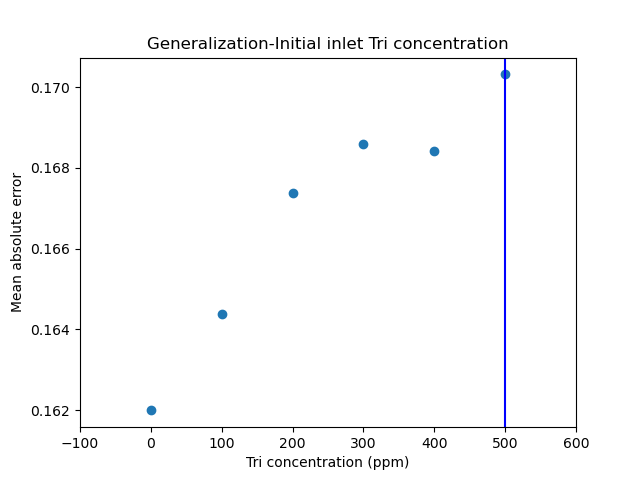 Generalization-Initial inlet Tri concentration
0.170
0.168
0.166
0.164
0.162
Mean absolute error
−100 0 100 200 300 400 500 600
Tri concentration (ppm)